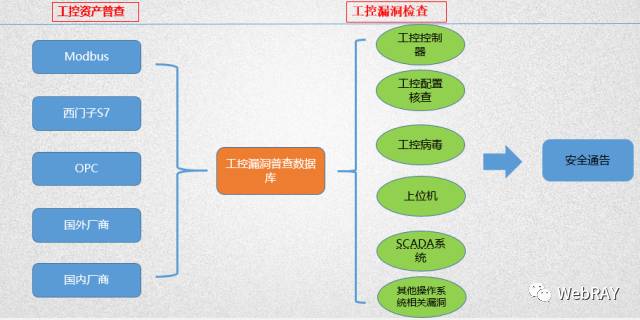 工控资产普查
工控漏洞检查
Modbus
西门子S7
OPC
国外厂商
国内厂商
工控漏洞普查数据
库
工控控制
器
工控配置
核查
工控病毒
上位机
SCADA系
统
其他操作系
统相关漏洞
安全通告
WebRAY